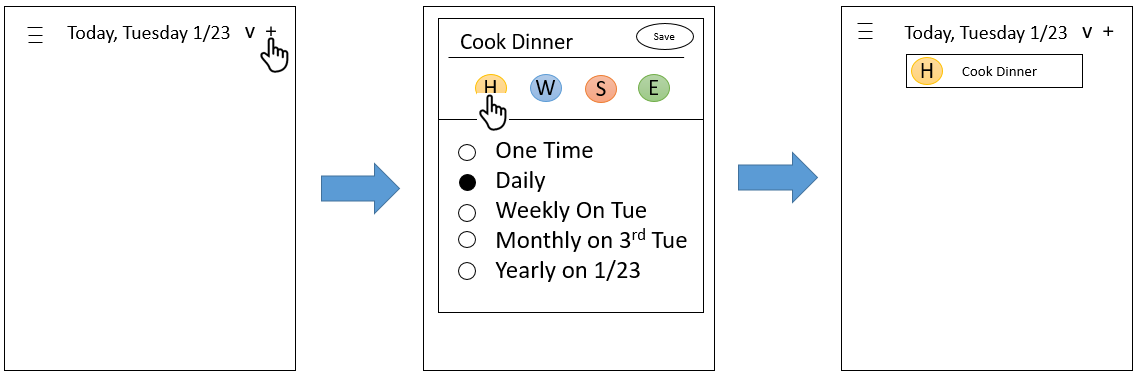 Today, Tuesday 1/23 v +
Cook Dinner
Save
H W S E
One Time
Daily
Weekly On Tue
Monthly on 3rd Tue
Yearly on 1/23
Today, Tuesday 1/23 v +
H Cook Dinner